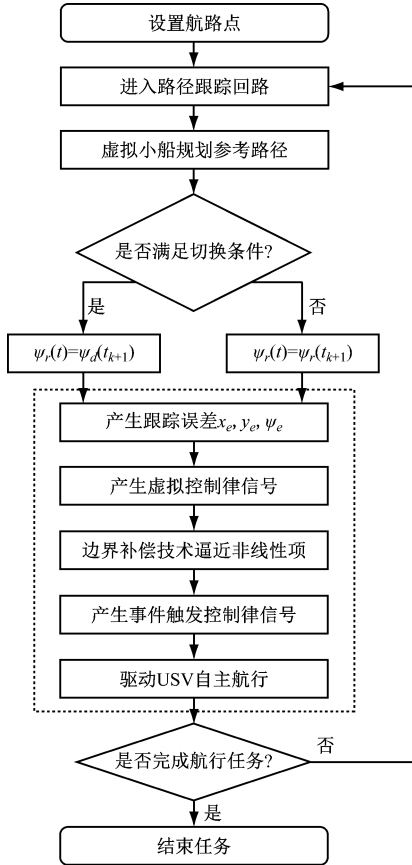 设置航路点
进入路径跟踪回路
虚拟小船规划参考路径
是否满足切换条件?
是
否
ψr(t)=ψd(tk+1)
ψr(t)=ψr(tk+1)
产生跟踪误差xe, ye, ψe
产生虚拟控制律信号
边界补偿技术逼近非线性项
产生事件触发控制律信号
驱动USV自主航行
是否完成航行任务?
否
是
结束任务